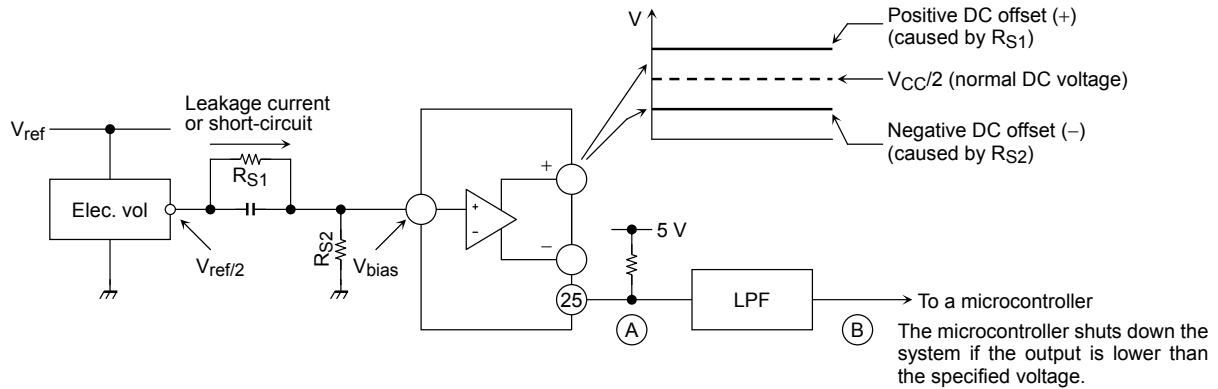 V
Positive DC offset (+)
(caused by RS1)
VCC/2 (normal DC voltage)
Negative DC offset (−)
(caused by RS2)
Leakage current
or short-circuit
Vref
RS1
Elec. vol
Vref/2
RS2
Vbias
+
−
+
-
25
5 V
A
LPF
B
To a microcontroller
The microcontroller shuts down the
system if the output is lower than
the specified voltage.